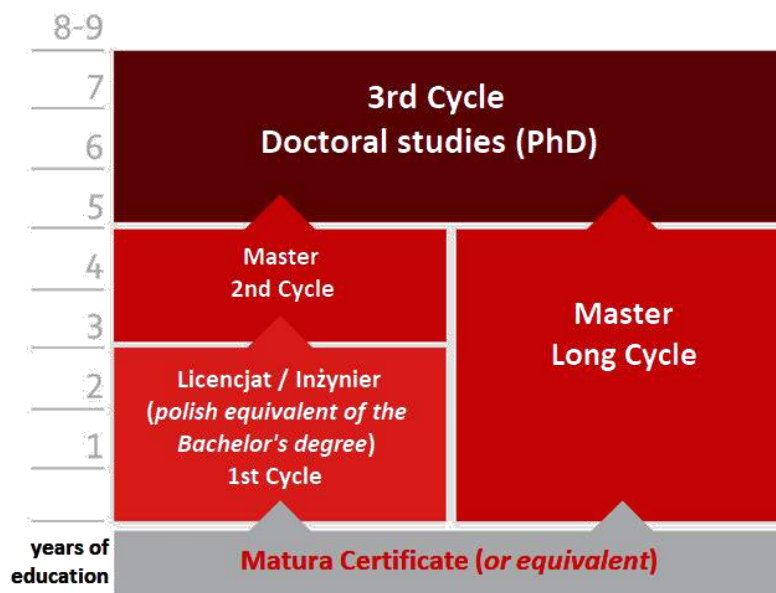 8-9
7
6
5
4
3
2
1
years of
education
3rd Cycle
Doctoral studies (PhD)
Master
2nd Cycle
Licencjat / Inżynier
(polish equivalent of the
Bachelor's degree)
1st Cycle
Master
Long Cycle
Matura Certificate (or equivalent)